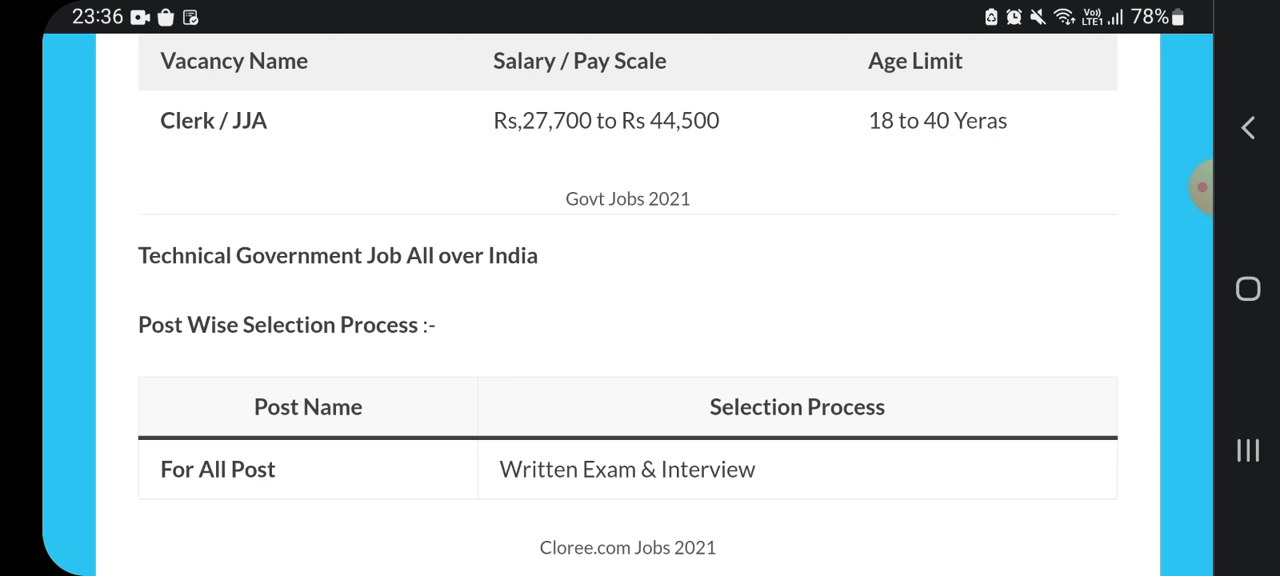 23:36 Vo)) LTE1 78%
Vacancy Name Salary / Pay Scale Age Limit
Clerk / JJA Rs,27,700 to Rs 44,500 18 to 40 Yeras
Govt Jobs 2021
Technical Government Job All over India
Post Wise Selection Process :-
Post Name Selection Process
For All Post Written Exam & Interview
Cloree.com Jobs 2021